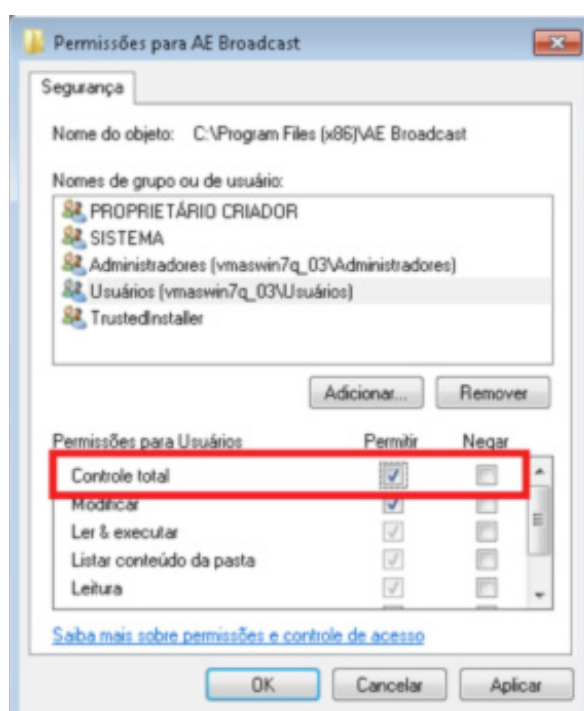 Permissões para AE Broadcast
Segurança
Nome do objeto: C:\Program Files (x86)\AE Broadcast
Nomes de grupo ou de usuário:
PROPRIETÁRIO CRIADOR
SISTEMA
Administradores (vmaswin7q_03\Administradores)
Usuários (vmaswin7q_03\Usuários)
TrustedInstaller
Adicionar... Remover
Permissões para Usuários Permitir Negar
Controle total
Modificar
Ler & executar
Listar conteúdo da pasta
Leitura
Saiba mais sobre permissões e controle de acesso
OK Cancelar Aplicar